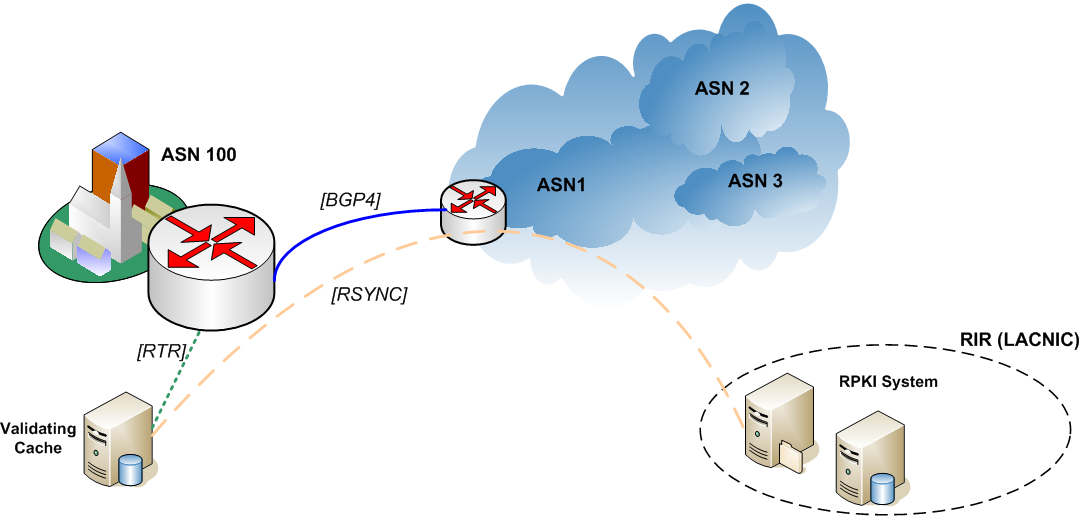 ASN 2
ASN 100
ASN1
ASN 3
[BGP4]
[RSYNC]
[RTR]
RIR (LACNIC)
RPKI System
Validating
Cache